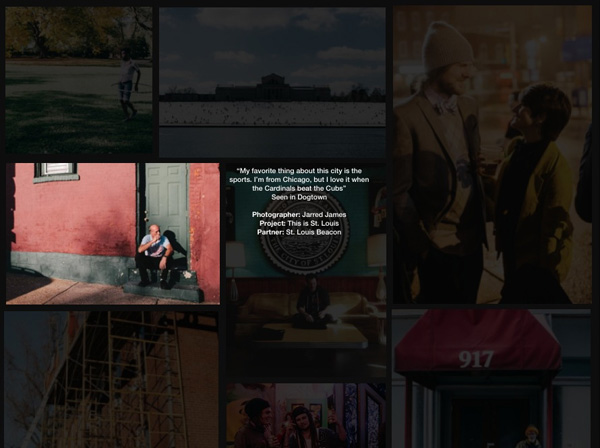 "My favorite thing about this city is the
sports. I'm from Chicago, but I love it when
the Cardinals beat the Cubs"
Seen in Dogtown
Photographer: Jarred James
Project: This is St. Louis
Partner: St. Louis Beacon
917